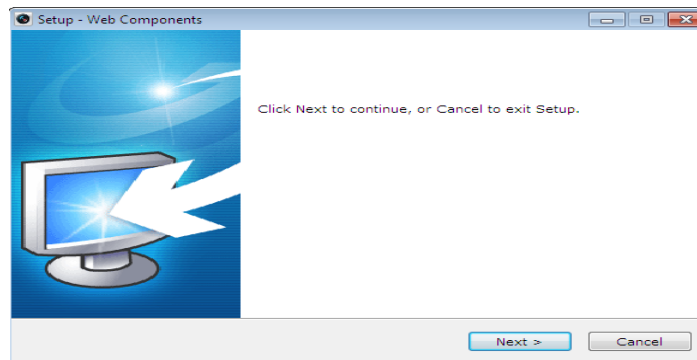 Setup - Web Components
Click Next to continue, or Cancel to exit Setup.
Next >
Cancel